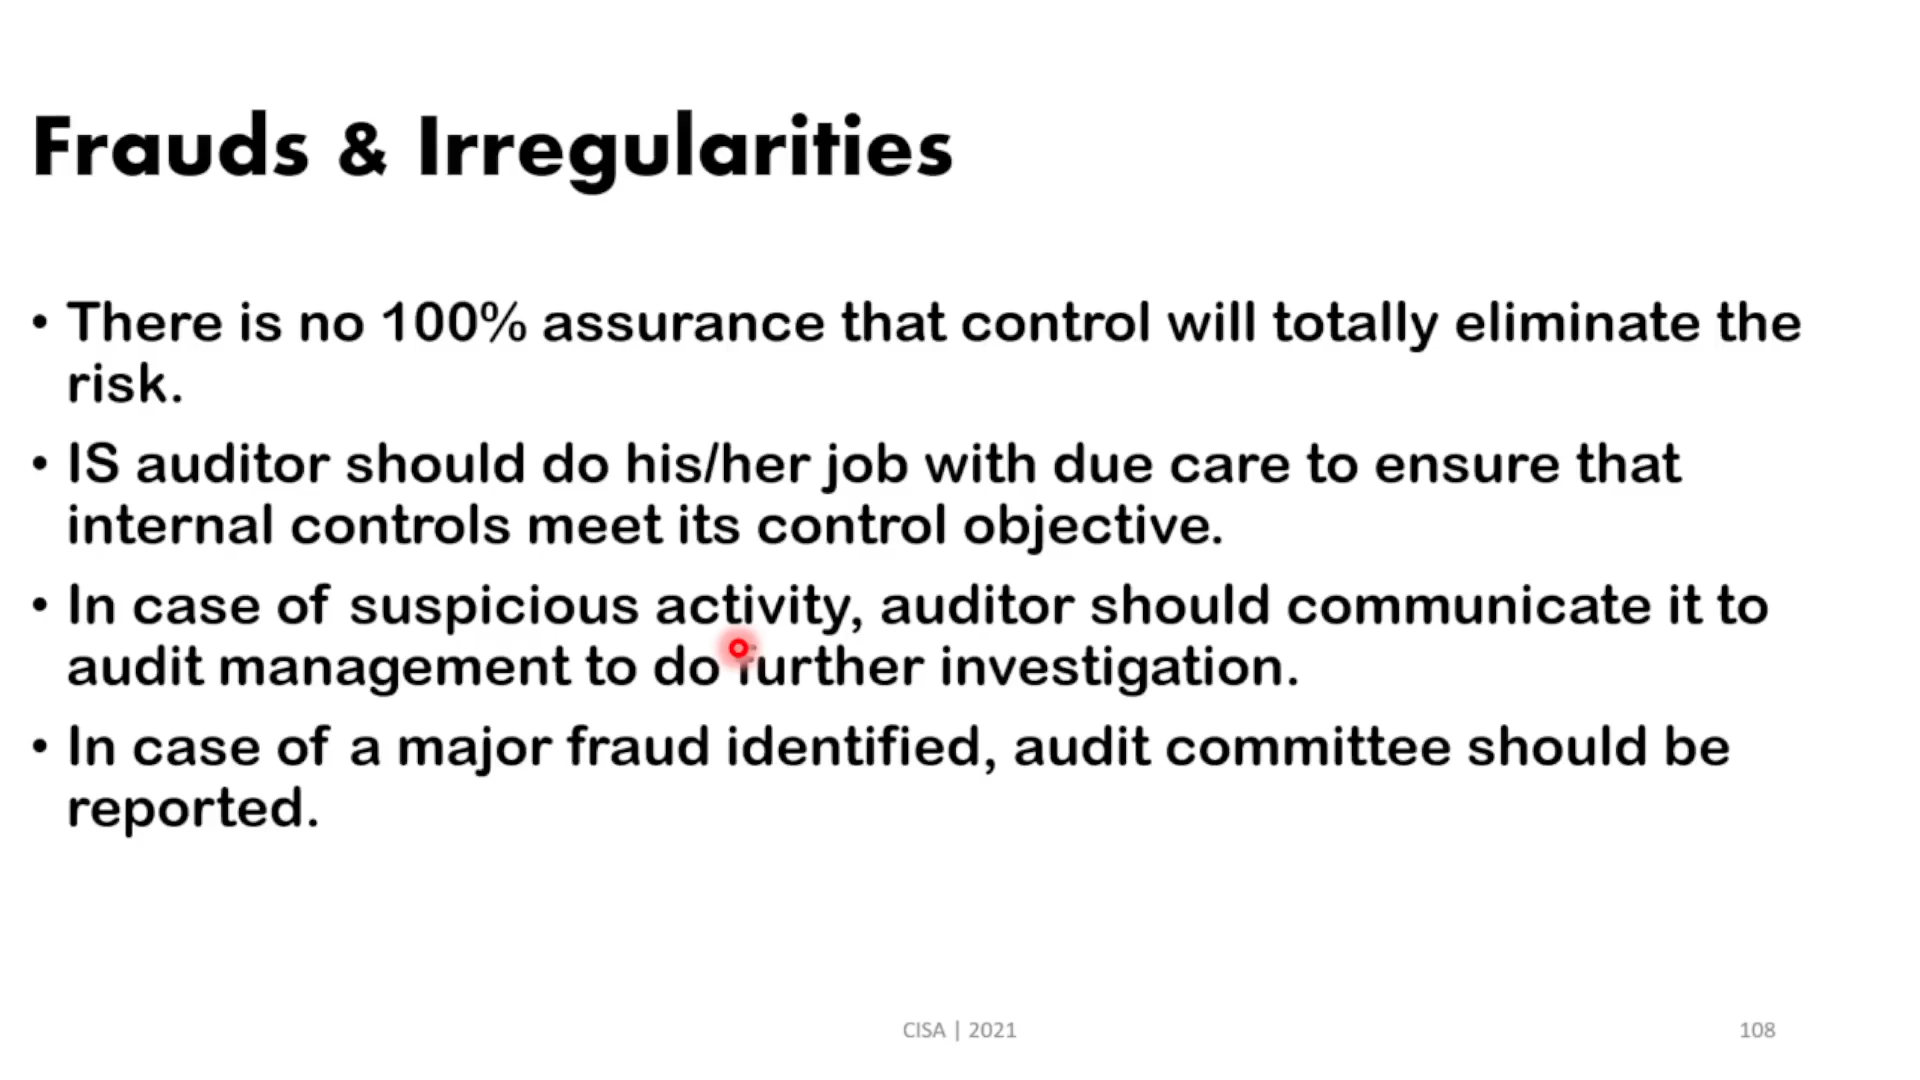 Frauds & Irregularities
• There is no 100% assurance that control will totally eliminate the
risk.
• IS auditor should do his/her job with due care to ensure that
internal controls meet its control objective.
• In case of suspicious activity, auditor should communicate it to
audit management to do further investigation.
• In case of a major fraud identified, audit committee should be
reported.
CISA | 2021
108